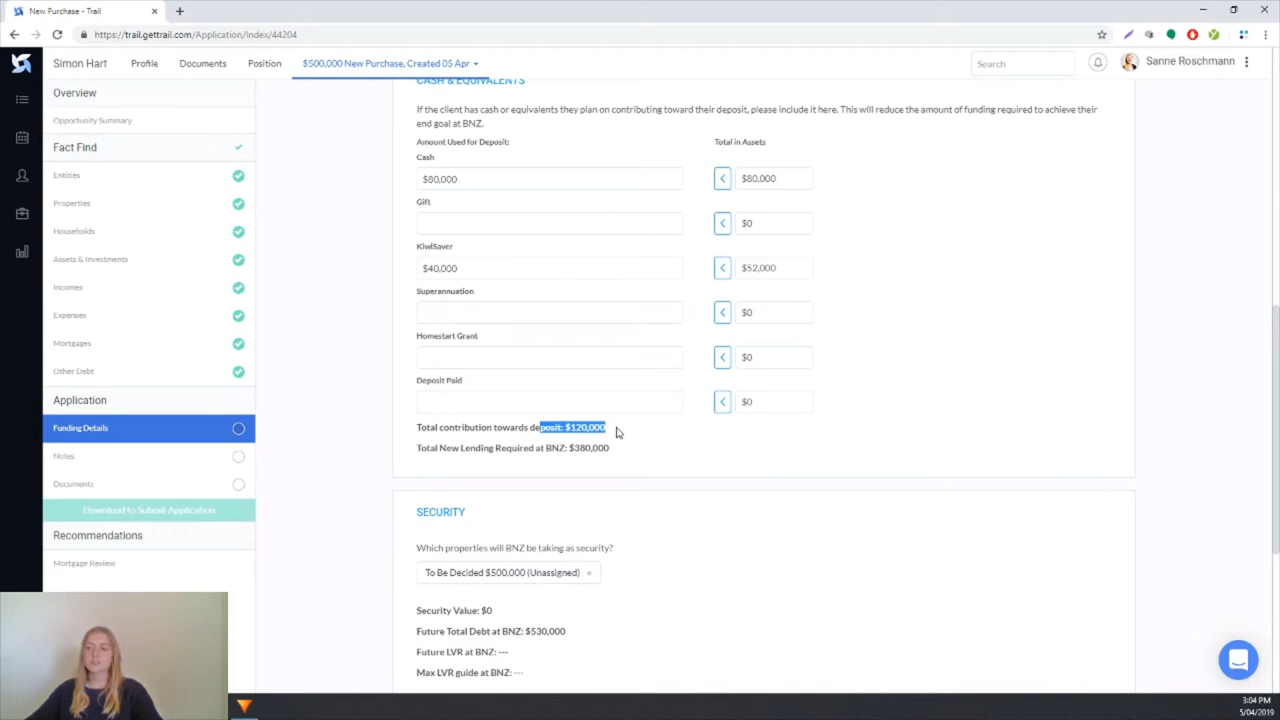 New Purchase - Trail
https://trail.gettrail.com/Application/Index/44204
Simon Hart
Profile
Documents
Position
$500,000 New Purchase, Created 05 Apr
Search
Sanne Roschmann
Overview
Opportunity Summary
Fact Find
Entities
Properties
Households
Assets & Investments
Incomes
Expenses
Mortgages
Other Debt
Application
Funding Details
Notes
Documents
Download to Submit Application
Recommendations
Mortgage Review
CASH & EQUIVALENTS
If the client has cash or equivalents they plan on contributing toward their deposit, please include it here. This will reduce the amount of funding required to achieve their
end goal at BNZ.
Amount Used for Deposit:
Total in Assets
Cash
$80,000
< $80,000
Gift
< $0
KiwiSaver
$40,000
< $52,000
Superannuation
< $0
Homestart Grant
< $0
Deposit Paid
< $0
Total contribution towards deposit: $120,000
Total New Lending Required at BNZ: $380,000
SECURITY
Which properties will BNZ be taking as security?
To Be Decided $500,000 (Unassigned)
Security Value: $0
Future Total Debt at BNZ: $530,000
Future LVR at BNZ: ---
Max LVR guide at BNZ: ---
3:04 PM
5/04/2019